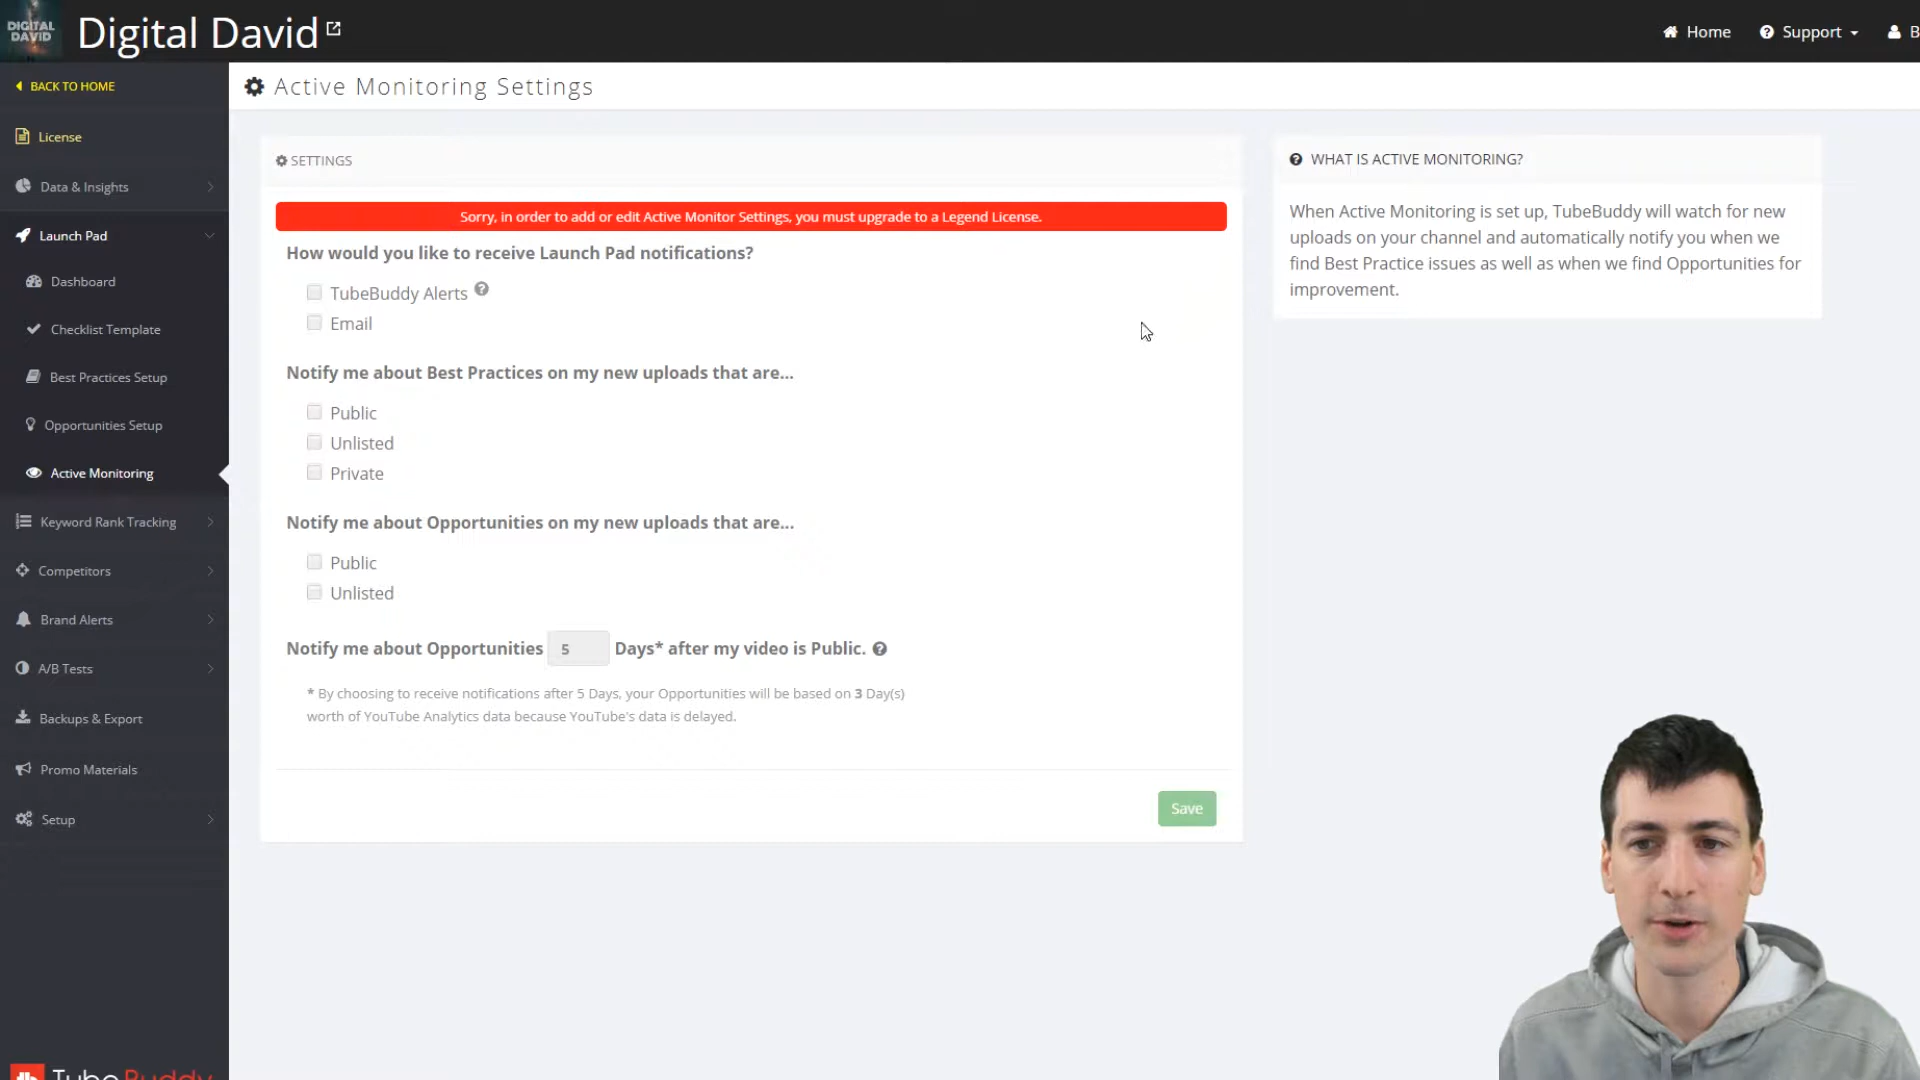 DIGITAL
DAVID
Digital David
Home
Support
B
BACK TO HOME
License
Data & Insights
Launch Pad
Dashboard
Checklist Template
Best Practices Setup
Opportunities Setup
Active Monitoring
Keyword Rank Tracking
Competitors
Brand Alerts
A/B Tests
Backups & Export
Promo Materials
Setup
TubeBuddy
Active Monitoring Settings
SETTINGS
Sorry, in order to add or edit Active Monitor Settings, you must upgrade to a Legend License.
How would you like to receive Launch Pad notifications?
TubeBuddy Alerts
Email
Notify me about Best Practices on my new uploads that are...
Public
Unlisted
Private
Notify me about Opportunities on my new uploads that are...
Public
Unlisted
Notify me about Opportunities 5 Days* after my video is Public.
* By choosing to receive notifications after 5 Days, your Opportunities will be based on 3 Day(s)
worth of YouTube Analytics data because YouTube's data is delayed.
Save
WHAT IS ACTIVE MONITORING?
When Active Monitoring is set up, TubeBuddy will watch for new
uploads on your channel and automatically notify you when we
find Best Practice issues as well as when we find Opportunities for
improvement.